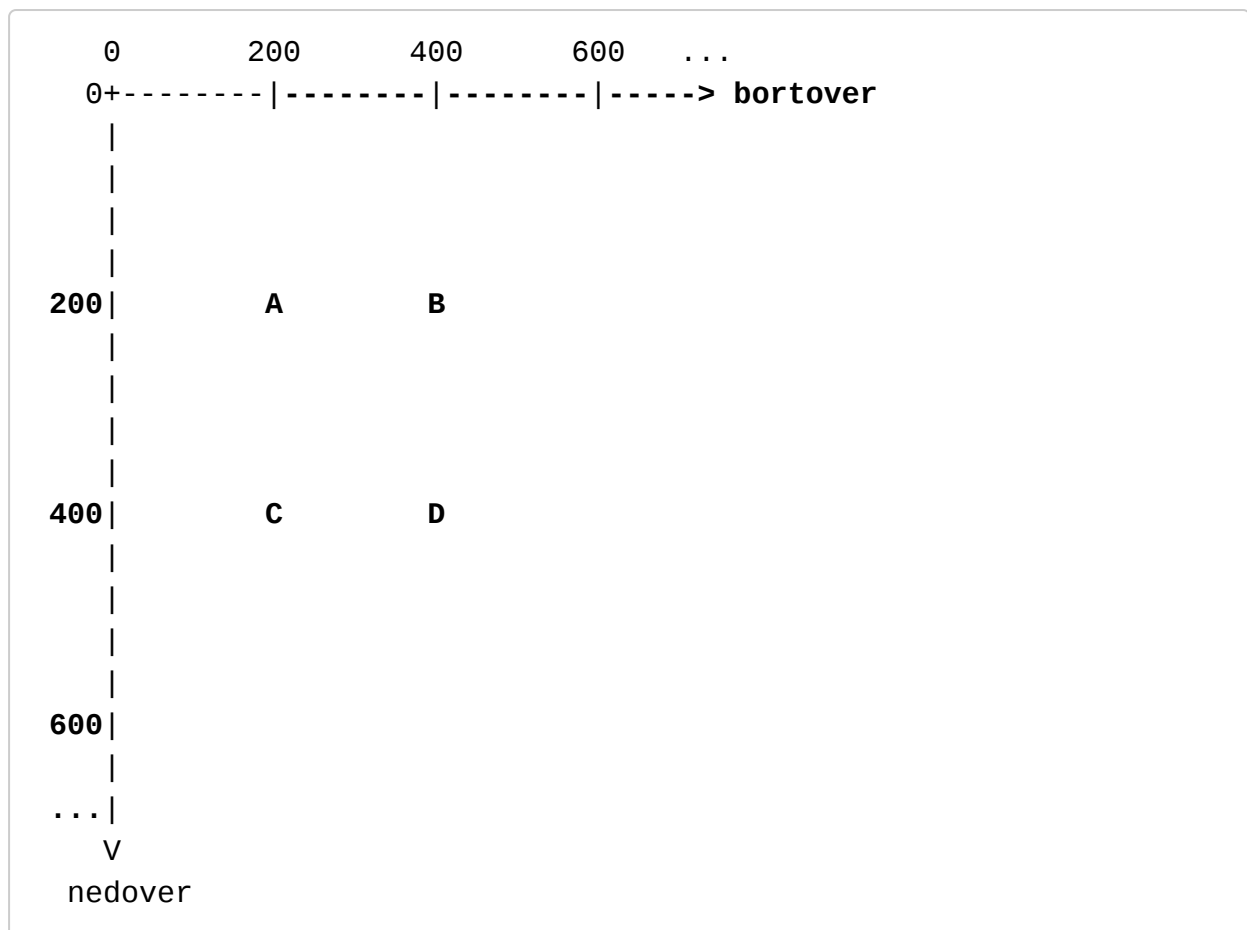 0       200      400      600   ...
0+--------|--------|--------|-----> bortover
|
|
|
|
200|        A        B
|
|
|
|
400|        C        D
|
|
|
|
600|
|
...|
V
nedover